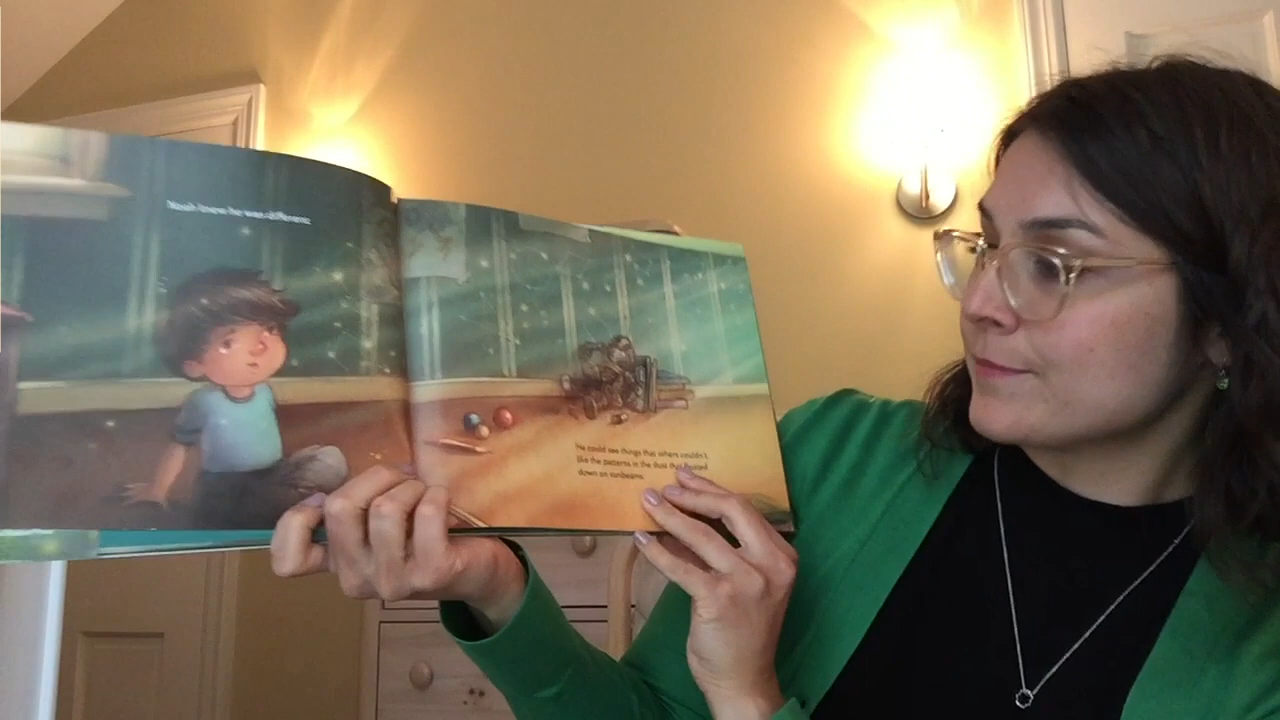 Noah knew he was different.
He could see things that others couldn't,
like the patterns in the dust that floated
down on sunbeams.